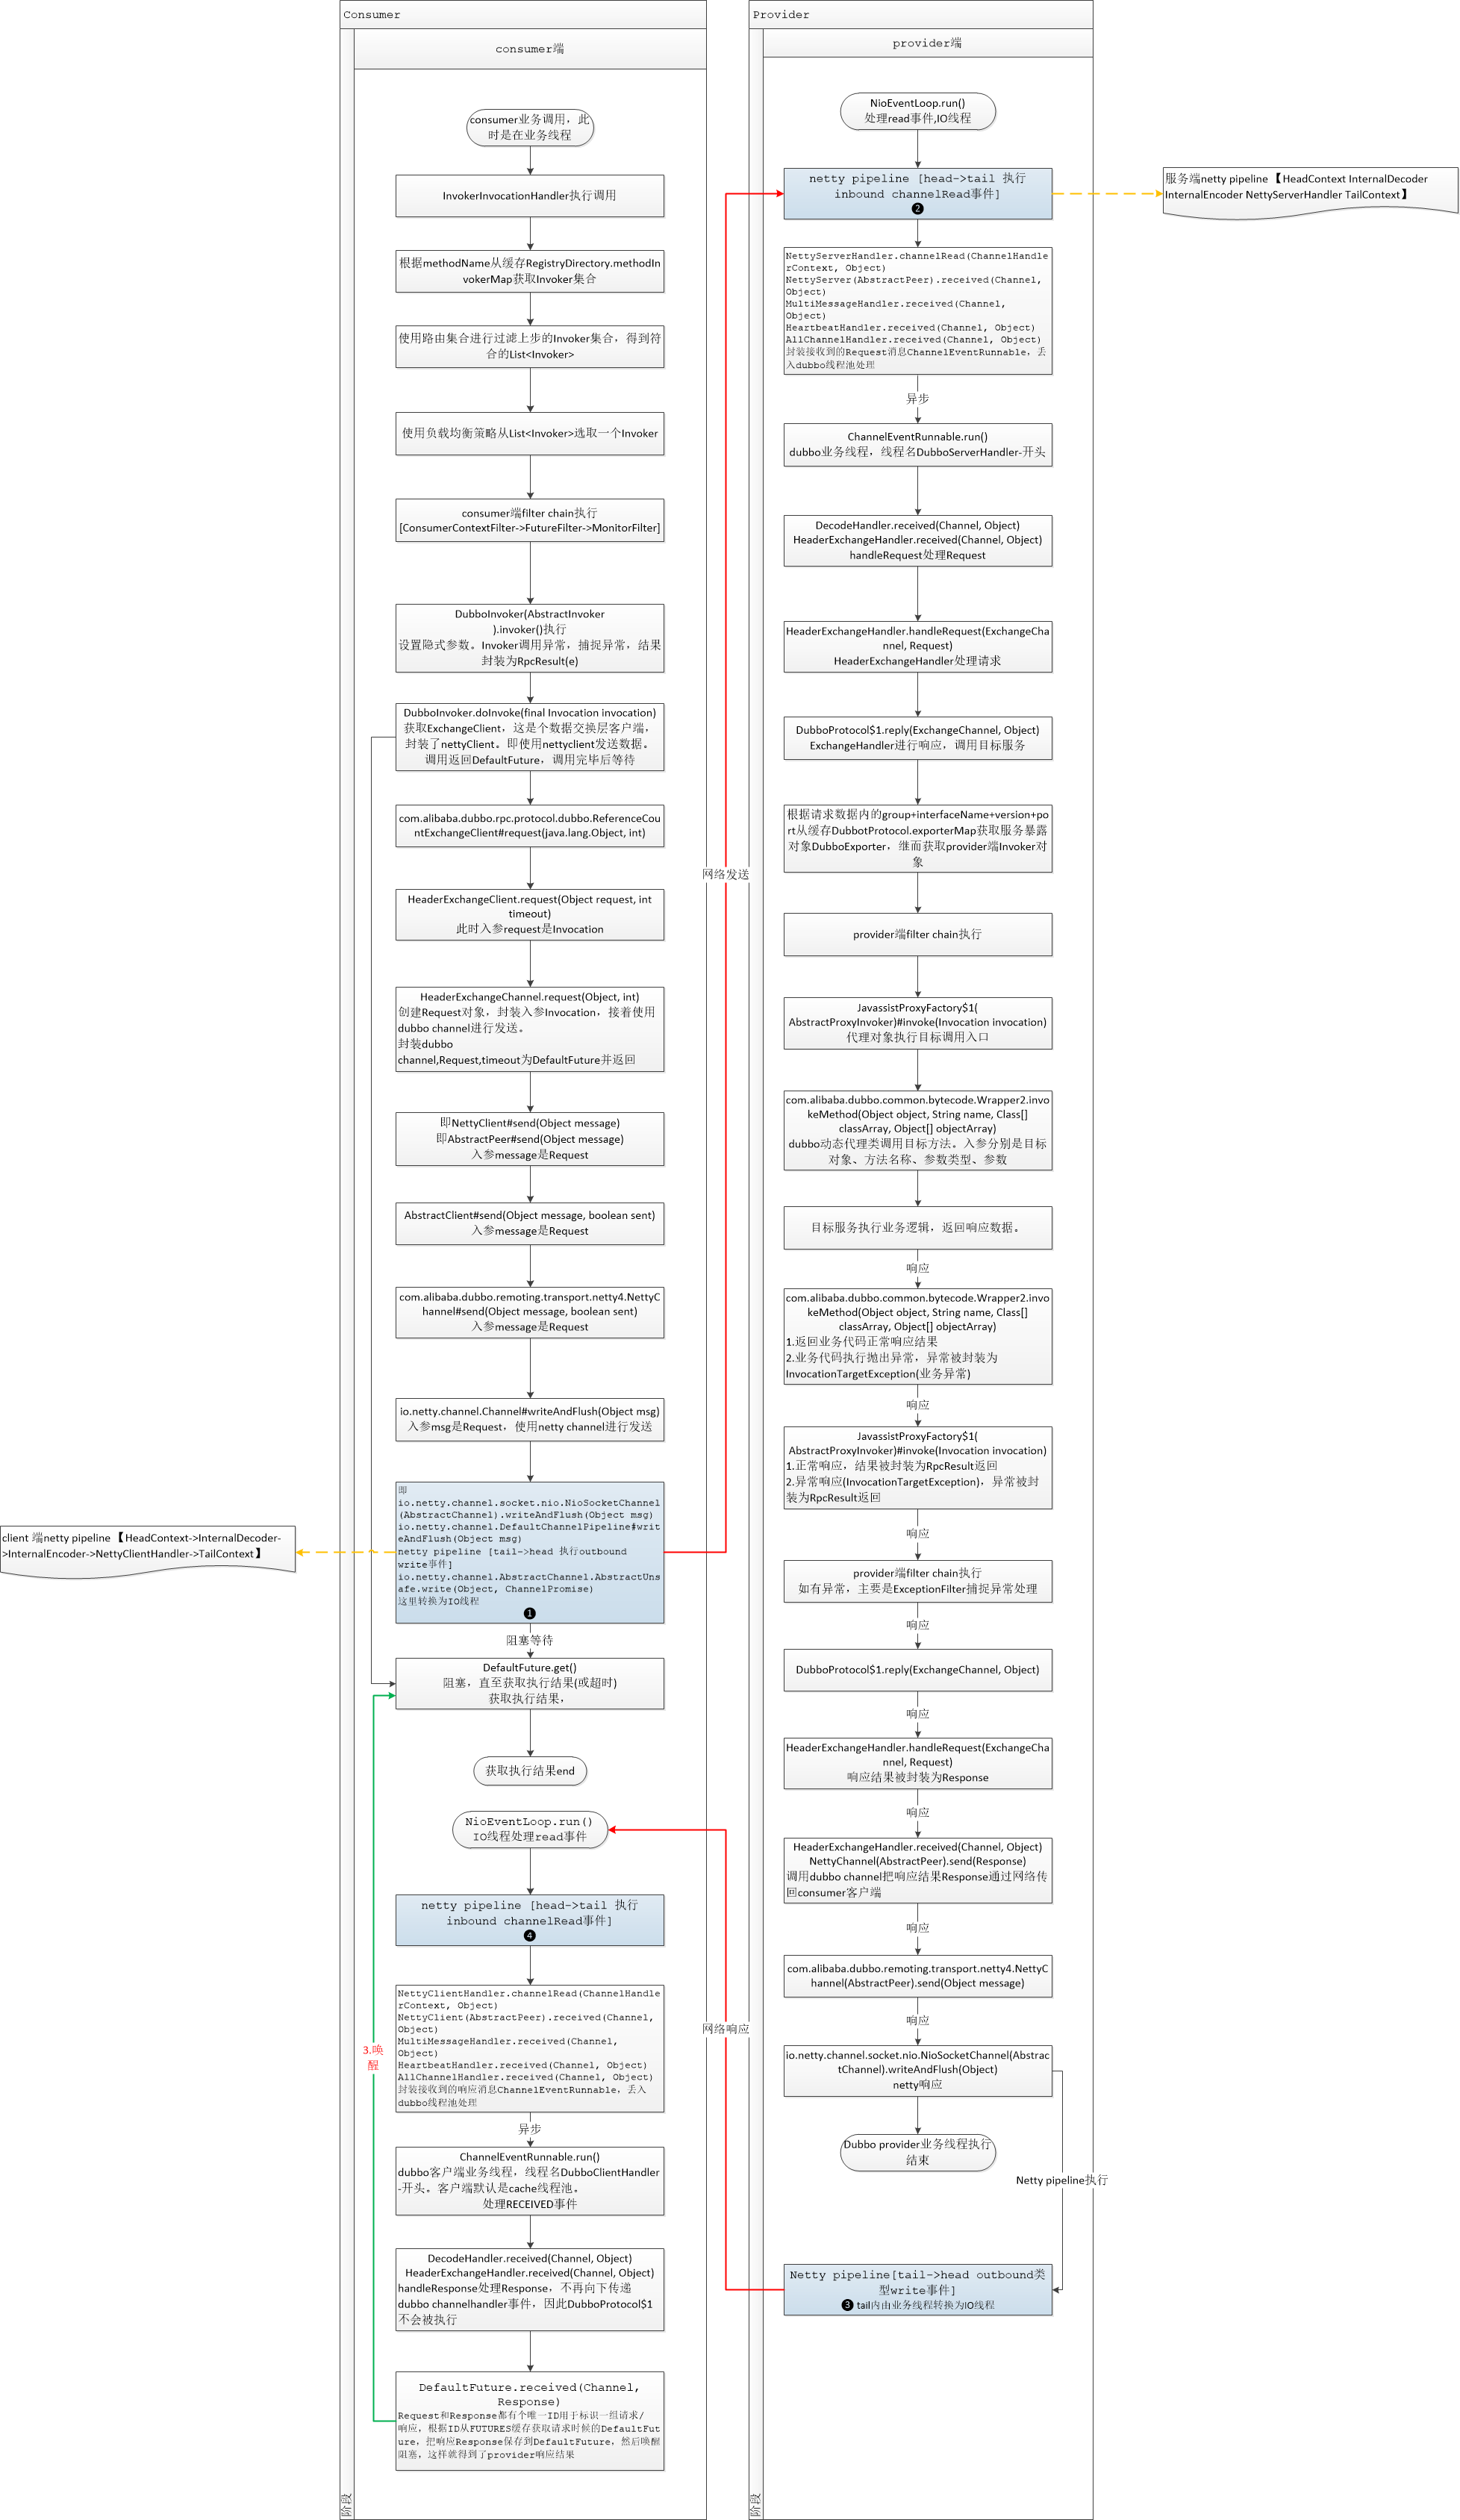 Consumer
consumer端
consumer业务调用，此
时是在业务线程
InvokerInvocationHandler执行调用
根据methodName从缓存RegistryDirectory.methodIn
vokerMap获取Invoker集合
使用路由集合进行过滤上步的Invoker集合，得到符
合的List<Invoker>
使用负载均衡策略从List<Invoker>选取一个Invoker
consumer端filter chain执行
[ConsumerContextFilter->FutureFilter->MonitorFilter]
DubboInvoker(AbstractInvoker
).invoker()执行
设置隐式参数。Invoker调用异常，捕捉异常，结果
封装为RpcResult(e)
DubboInvoker.doInvoke(final Invocation invocation)
获取ExchangeClient，这是个数据交换层客户端，
封装了nettyClient。即使用nettyclient发送数据。
调用返回DefaultFuture，调用完毕后等待
com.alibaba.dubbo.rpc.protocol.dubbo.ReferenceCou
ntExchangeClient#request(java.lang.Object, int)
HeaderExchangeClient.request(Object request, int
timeout)
此时入参request是Invocation
HeaderExchangeChannel.request(Object, int)
创建Request对象，封装入参Invocation，接着使用
dubbo channel进行发送。
封装dubbo
channel,Request,timeout为DefaultFuture并返回
即NettyClient#send(Object message)
即AbstractPeer#send(Object message)
入参message是Request
AbstractClient#send(Object message, boolean sent)
入参message是Request
com.alibaba.dubbo.remoting.transport.netty4.NettyC
hannel#send(Object message, boolean sent)
入参message是Request
io.netty.channel.Channel#writeAndFlush(Object msg)
入参msg是Request，使用netty channel进行发送
即
io.netty.channel.socket.nio.NioSocketChannel
(AbstractChannel).writeAndFlush(Object msg)
io.netty.channel.DefaultChannelPipeline#writ
eAndFlush(Object msg)
netty pipeline [tail->head 执行outbound
write事件]
io.netty.channel.AbstractChannel.AbstractUns
afe.write(Object, ChannelPromise)
这里转换为IO线程
❶
client 端netty pipeline【HeadContext->InternalDecoder-
>InternalEncoder->NettyClientHandler->TailContext】
阻塞等待
DefaultFuture.get()
阻塞，直至获取执行结果(或超时)
获取执行结果，
获取执行结果end
NioEventLoop.run()
IO线程处理read事件
netty pipeline [head->tail 执行
inbound channelRead事件]
❹
NettyClientHandler.channelRead(ChannelHandle
rContext, Object)
NettyClient(AbstractPeer).received(Channel,
Object)
MultiMessageHandler.received(Channel,
Object)
HeartbeatHandler.received(Channel, Object)
AllChannelHandler.received(Channel, Object)
封装接收到的响应消息ChannelEventRunnable，丢入
dubbo线程池处理
3.唤
醒
异步
ChannelEventRunnable.run()
dubbo客户端业务线程，线程名DubboClientHandler
-开头。客户端默认是cache线程池。
处理RECEIVED事件
DecodeHandler.received(Channel, Object)
HeaderExchangeHandler.received(Channel, Object)
handleResponse处理Response，不再向下传递
dubbo channelhandler事件，因此DubboProtocol$1
不会被执行
DefaultFuture.received(Channel,
Response)
Request和Response都有个唯一ID用于标识一组请求/
响应，根据ID从FUTURES缓存获取请求时候的DefaultFut
ure，把响应Response保存到DefaultFuture，然后唤醒
阻塞，这样就得到了provider响应结果
阶段
网络发送
网络响应
Provider
provider端
NioEventLoop.run()
处理read事件,IO线程
netty pipeline [head->tail 执行
inbound channelRead事件]
❷
服务端netty pipeline【HeadContext InternalDecoder
InternalEncoder NettyServerHandler TailContext】
NettyServerHandler.channelRead(ChannelHandle
rContext, Object)
NettyServer(AbstractPeer).received(Channel,
Object)
MultiMessageHandler.received(Channel,
Object)
HeartbeatHandler.received(Channel, Object)
AllChannelHandler.received(Channel, Object)
封装接收到的Request消息ChannelEventRunnable，丢
入dubbo线程池处理
异步
ChannelEventRunnable.run()
dubbo业务线程，线程名DubboServerHandler-开头
DecodeHandler.received(Channel, Object)
HeaderExchangeHandler.received(Channel, Object)
handleRequest处理Request
HeaderExchangeHandler.handleRequest(ExchangeCha
nnel, Request)
HeaderExchangeHandler处理请求
DubboProtocol$1.reply(ExchangeChannel, Object)
ExchangeHandler进行响应，调用目标服务
根据请求数据内的group+interfaceName+version+po
rt从缓存DubbotProtocol.exporterMap获取服务暴露
对象DubboExporter，继而获取provider端Invoker对
象
provider端filter chain执行
JavassistProxyFactory$1(
AbstractProxyInvoker)#invoke(Invocation invocation)
代理对象执行目标调用入口
com.alibaba.dubbo.common.bytecode.Wrapper2.invo
keMethod(Object object, String name, Class[]
classArray, Object[] objectArray)
dubbo动态代理类调用目标方法。入参分别是目标
对象、方法名称、参数类型、参数
目标服务执行业务逻辑，返回响应数据。
响应
com.alibaba.dubbo.common.bytecode.Wrapper2.invo
keMethod(Object object, String name, Class[]
classArray, Object[] objectArray)
1.返回业务代码正常响应结果
2.业务代码执行抛出异常，异常被封装为
InvocationTargetException(业务异常)
响应
JavassistProxyFactory$1(
AbstractProxyInvoker)#invoke(Invocation invocation)
1.正常响应，结果被封装为RpcResult返回
2.异常响应(InvocationTargetException)，异常被封
装为RpcResult返回
响应
provider端filter chain执行
如有异常，主要是ExceptionFilter捕捉异常处理
响应
DubboProtocol$1.reply(ExchangeChannel, Object)
响应
HeaderExchangeHandler.handleRequest(ExchangeCha
nnel, Request)
响应结果被封装为Response
响应
HeaderExchangeHandler.received(Channel, Object)
NettyChannel(AbstractPeer).send(Response)
调用dubbo channel把响应结果Response通过网络传
回consumer客户端
响应
com.alibaba.dubbo.remoting.transport.netty4.NettyC
hannel(AbstractPeer).send(Object message)
响应
io.netty.channel.socket.nio.NioSocketChannel(Abstrac
tChannel).writeAndFlush(Object)
netty响应
Dubbo provider业务线程执行
结束
Netty pipeline执行
Netty pipeline[tail->head outbound类
型write事件]
❸ tail内由业务线程转换为IO线程
阶段